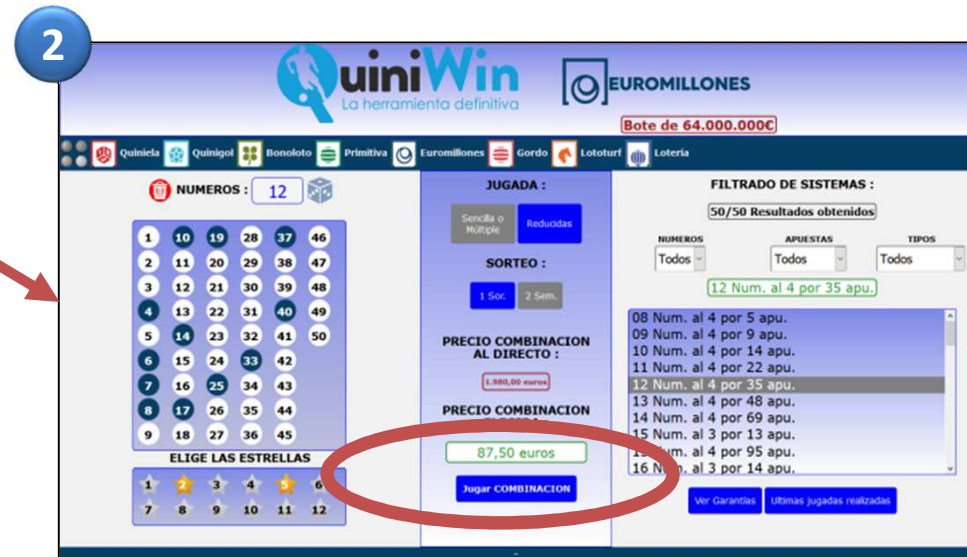 2
QuiniWin
La herramienta definitiva
EUROMILLONES
Bote de 64.000.000€
Quiniela Quinigol Bonoloto Primitiva Euromillones Gordo Lototurf Loteria
NUMEROS : 12
1 10 19 28 37 46
2 11 20 29 38 47
3 12 21 30 39 48
4 13 22 31 40 49
5 14 23 32 41 50
6 15 24 33 42
7 16 25 34 43
8 17 26 35 44
9 18 27 36 45
ELIGE LAS ESTRELLAS
1 2 3 4 5 6
7 8 9 10 11 12
JUGADA :
Sencilla o
Múltiple
Reducidas
SORTEO :
1 Sor. 2 Sem.
PRECIO COMBINACION
AL DIRECTO :
1.980,00 euros
PRECIO COMBINACION
87,50 euros
Jugar COMBINACION
FILTRADO DE SISTEMAS :
50/50 Resultados obtenidos
NUMEROS APUESTAS TIPOS
Todos Todos Todos
12 Num. al 4 por 35 apu.
08 Num. al 4 por 5 apu.
09 Num. al 4 por 9 apu.
10 Num. al 4 por 14 apu.
11 Num. al 4 por 22 apu.
12 Num. al 4 por 35 apu.
13 Num. al 4 por 48 apu.
14 Num. al 4 por 69 apu.
15 Num. al 3 por 13 apu.
Num. al 4 por 95 apu.
16 Num. al 3 por 14 apu.
Ver Garantias Ultimas jugadas realizadas